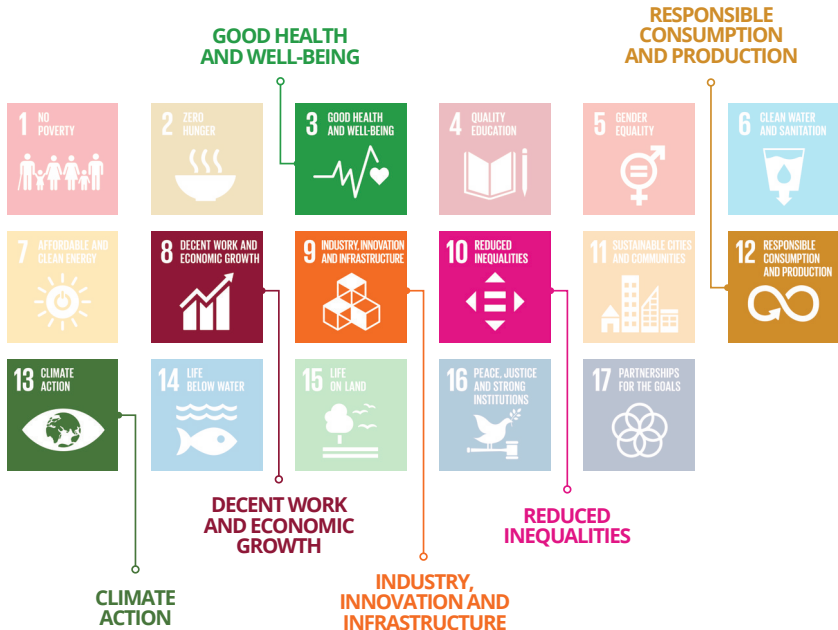 GOOD HEALTH
AND WELL-BEING
RESPONSIBLE
CONSUMPTION
AND PRODUCTION
1 NO
POVERTY
2 ZERO
HUNGER
3 GOOD HEALTH
AND WELL-BEING
4 QUALITY
EDUCATION
5 GENDER
EQUALITY
6 CLEAN WATER
AND SANITATION
7 AFFORDABLE AND
CLEAN ENERGY
8 DECENT WORK AND
ECONOMIC GROWTH
9 INDUSTRY, INNOVATION
AND INFRASTRUCTURE
10 REDUCED
INEQUALITIES
11 SUSTAINABLE CITIES
AND COMMUNITIES
12 RESPONSIBLE
CONSUMPTION
AND PRODUCTION
13 CLIMATE
ACTION
14 LIFE
BELOW WATER
15 LIFE
ON LAND
16 PEACE, JUSTICE
AND STRONG
INSTITUTIONS
17 PARTNERSHIPS
FOR THE GOALS
DECENT WORK
AND ECONOMIC
GROWTH
REDUCED
INEQUALITIES
CLIMATE
ACTION
INDUSTRY,
INNOVATION AND
INFRASTRUCTURE